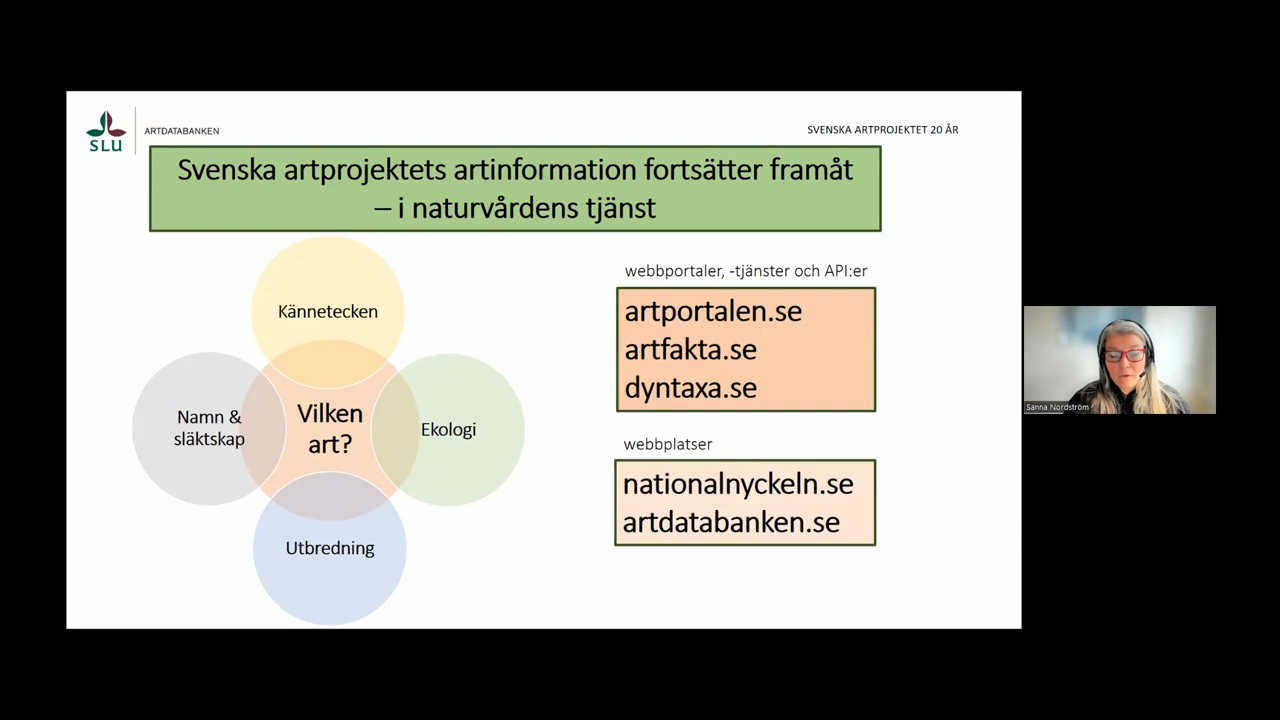 SLU
ARTDATABANKEN
SVENSKA ARTPROJEKTET 20 ÅR
Svenska artprojektets artinformation fortsätter framåt
– i naturvårdens tjänst
Kännetecken
Namn &
släktskap
Vilken
art?
Ekologi
Utbredning
webbportaler, -tjänster och API:er
artportalen.se
artfakta.se
dyntaxa.se
webbplatser
nationalnyckeln.se
artdatabanken.se
Sanna Nordström